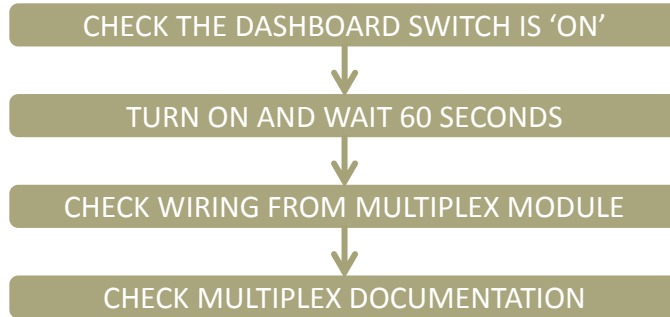 CHECK THE DASHBOARD SWITCH IS ‘ON’
TURN ON AND WAIT 60 SECONDS
CHECK WIRING FROM MULTIPLEX MODULE
CHECK MULTIPLEX DOCUMENTATION